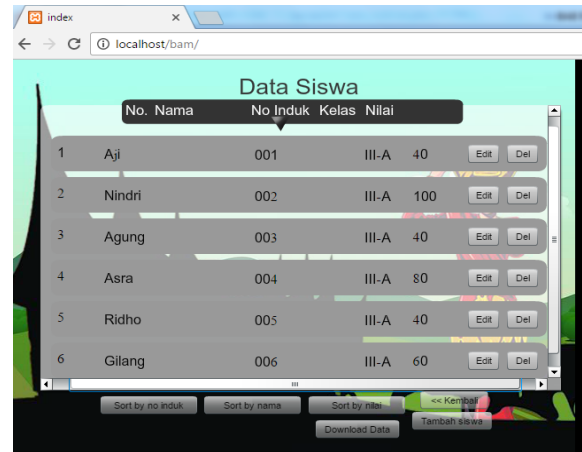 index
localhost/bam/
Data Siswa
No. Nama No Induk Kelas Nilai
1 Aji 001 III-A 40 Edit Del
2 Nindri 002 III-A 100 Edit Del
3 Agung 003 III-A 40 Edit Del
4 Asra 004 III-A 80 Edit Del
5 Ridho 005 III-A 40 Edit Del
6 Gilang 006 III-A 60 Edit Del
Sort by no induk Sort by nama Sort by nilai << Kembali
Download Data Tambah siswa